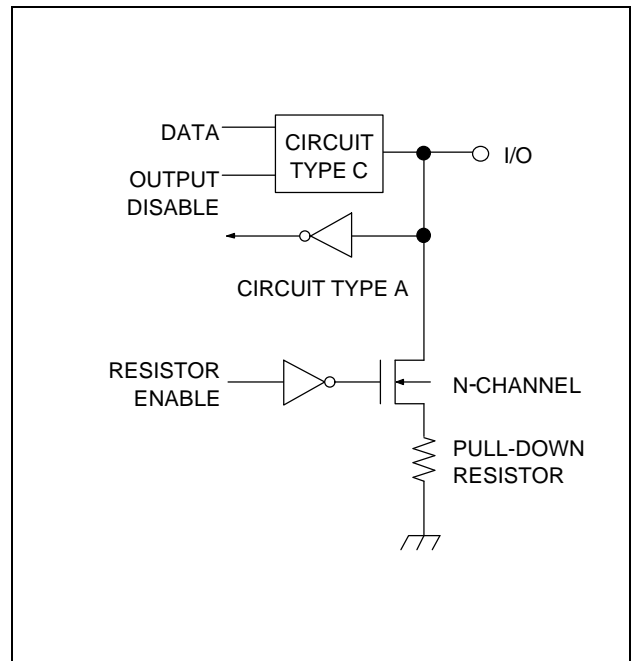 DATA
CIRCUIT
TYPE C
I/O
OUTPUT
DISABLE
CIRCUIT TYPE A
RESISTOR
ENABLE
N-CHANNEL
PULL-DOWN
RESISTOR